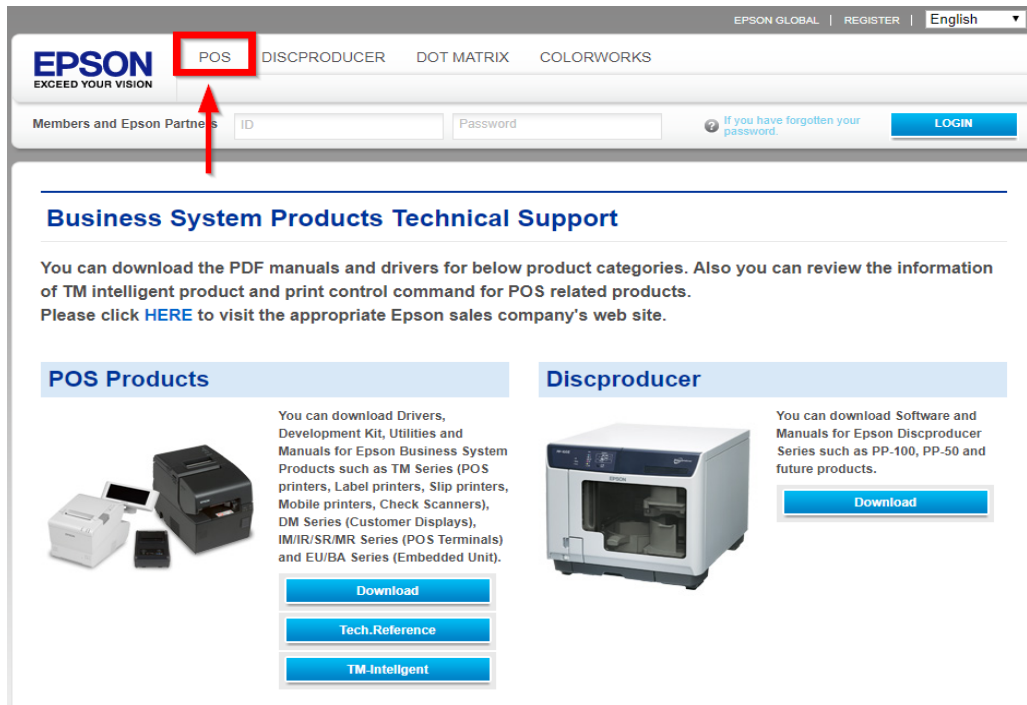 EPSON GLOBAL | REGISTER | English
EPSON
EXCEED YOUR VISION
POS DISCPRODUCER DOT MATRIX COLORWORKS
Members and Epson Partners ID Password If you have forgotten your password. LOGIN
Business System Products Technical Support
You can download the PDF manuals and drivers for below product categories. Also you can review the information
of TM intelligent product and print control command for POS related products.
Please click HERE to visit the appropriate Epson sales company's web site.
POS Products
You can download Drivers,
Development Kit, Utilities and
Manuals for Epson Business System
Products such as TM Series (POS
printers, Label printers, Slip printers,
Mobile printers, Check Scanners),
DM Series (Customer Displays),
IM/IR/SR/MR Series (POS Terminals)
and EU/BA Series (Embedded Unit).
Download
Tech.Reference
TM-Inteligent
Discproducer
EPSON
You can download Software and
Manuals for Epson Discproducer
Series such as PP-100, PP-50 and
future products.
Download